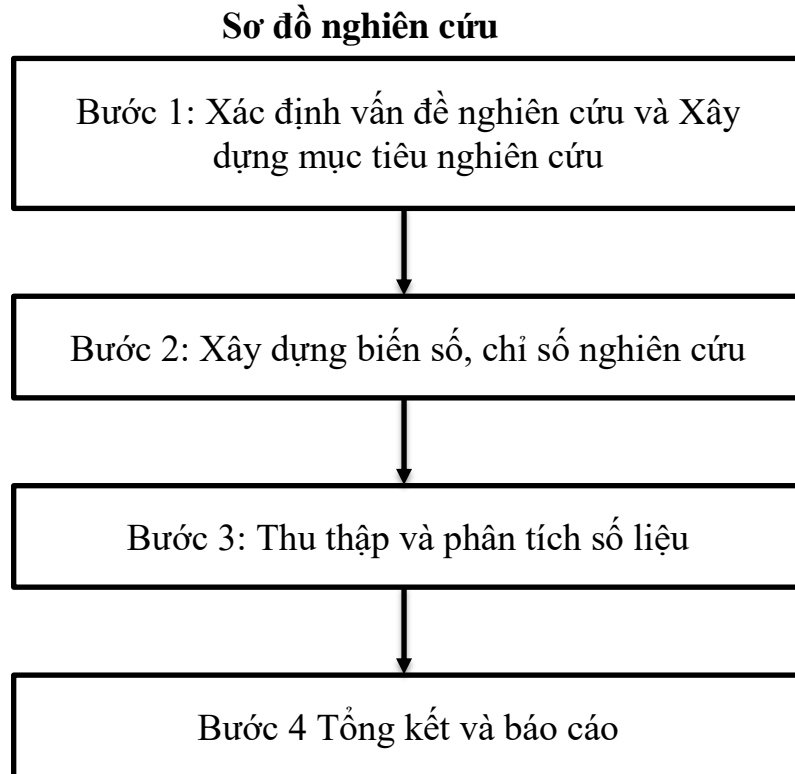 Sơ đồ nghiên cứu
Bước 1: Xác định vấn đề nghiên cứu và Xây
dựng mục tiêu nghiên cứu
Bước 2: Xây dựng biến số, chỉ số nghiên cứu
Bước 3: Thu thập và phân tích số liệu
Bước 4 Tổng kết và báo cáo